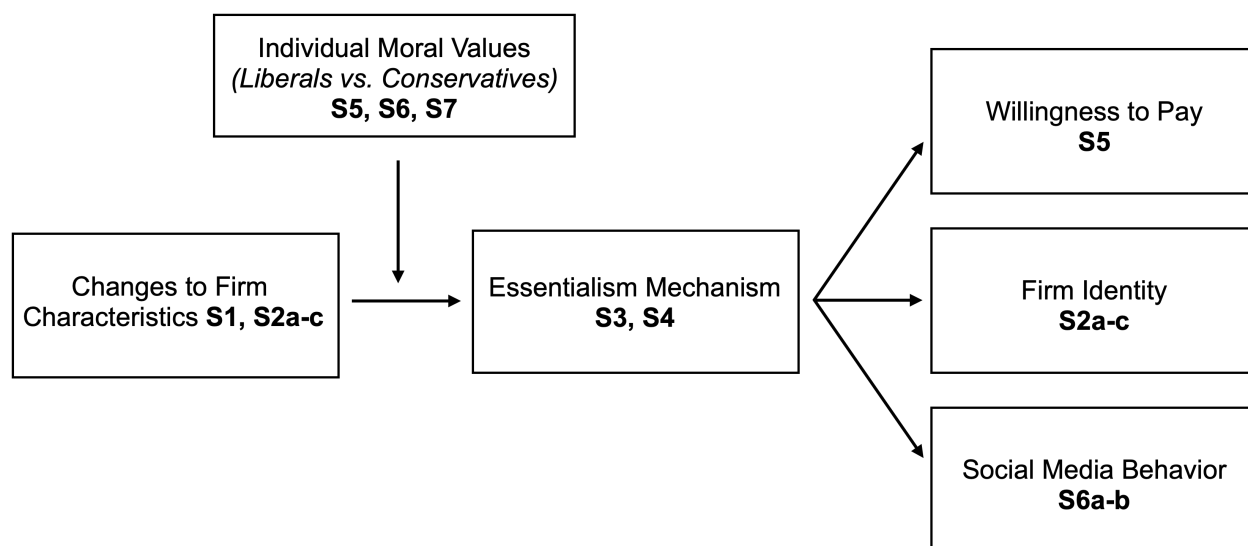 Individual Moral Values
(Liberals vs. Conservatives)
S5, S6, S7
Willingness to Pay
S5
Changes to Firm
Characteristics S1, S2a-c
Essentialism Mechanism
S3, S4
Firm Identity
S2a-c
Social Media Behavior
S6a-b